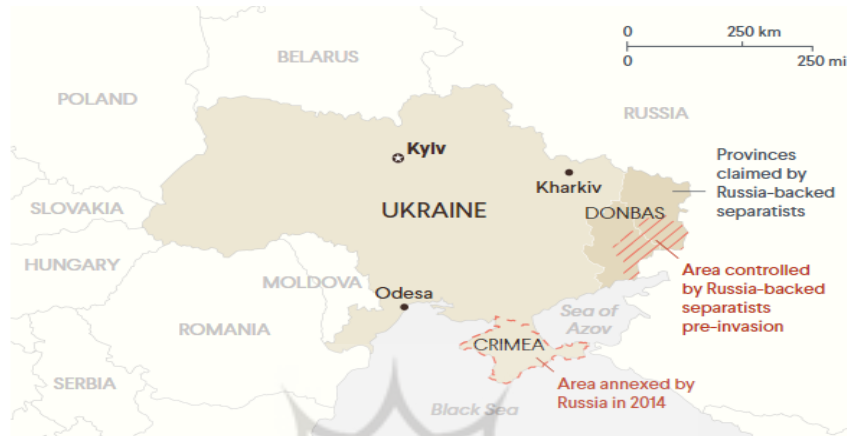 0
250 km
0
250 mi
BELARUS
POLAND
RUSSIA
Kyiv
Provinces
claimed by
Russia-backed
separatists
Kharkiv
SLOVAKIA
UKRAINE
DONBAS
HUNGARY
MOLDOVA
Area controlled
by Russia-backed
separatists
pre-invasion
Odesa
Sea of
Azov
ROMANIA
CRIMEA
SERBIA
Area annexed by
Russia in 2014
Black Sea